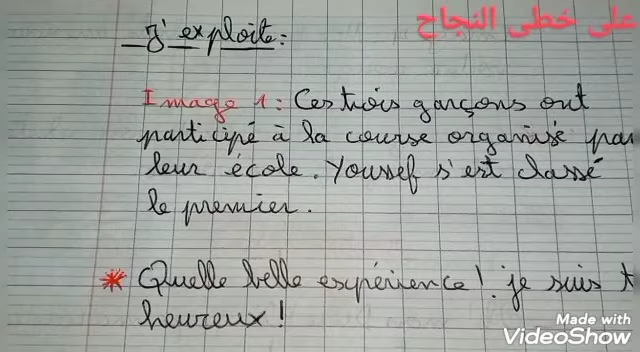 على خطى النجاح
J'exploite:
Image 1: Ces trois garçons ont
participé à la course organisé par
leur école. Youssef s'est classé
le premier.
* Quelle belle expérience! je suis t
heureux!
Made with
VideoShow